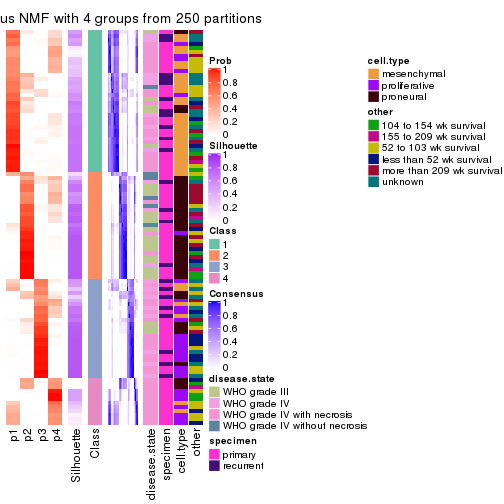 us NMF with 4 groups from 250 partitions
Prob
1
0.8
0.6
0.4
0.2
0
Silhouette
1
0.8
0.6
0.4
0.2
0
Class
1
2
3
4
Consensus
1
0.8
0.6
0.4
0.2
0
disease.state
WHO grade III
WHO grade IV
WHO grade IV with necrosis
WHO grade IV without necrosis
specimen
primary
recurrent
cell.type
mesenchymal
proliferative
proneural
other
104 to 154 wk survival
155 to 209 wk survival
52 to 103 wk survival
less than 52 wk survival
more than 209 wk survival
unknown
p1
p2
p3
p4
Silhouette
Class
disease.state
specimen
cell.type
other